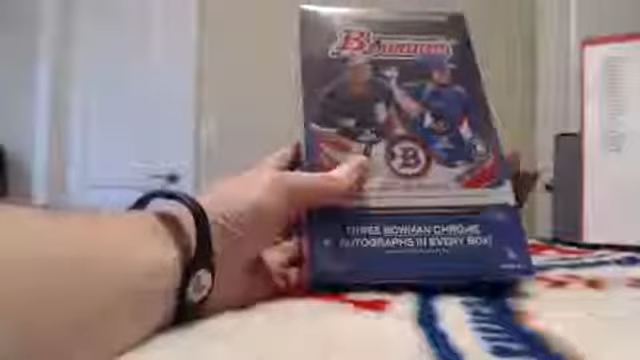 Bowman
B
THREE BOWMAN CHROME
AUTOGRAPHS IN EVERY BOX!